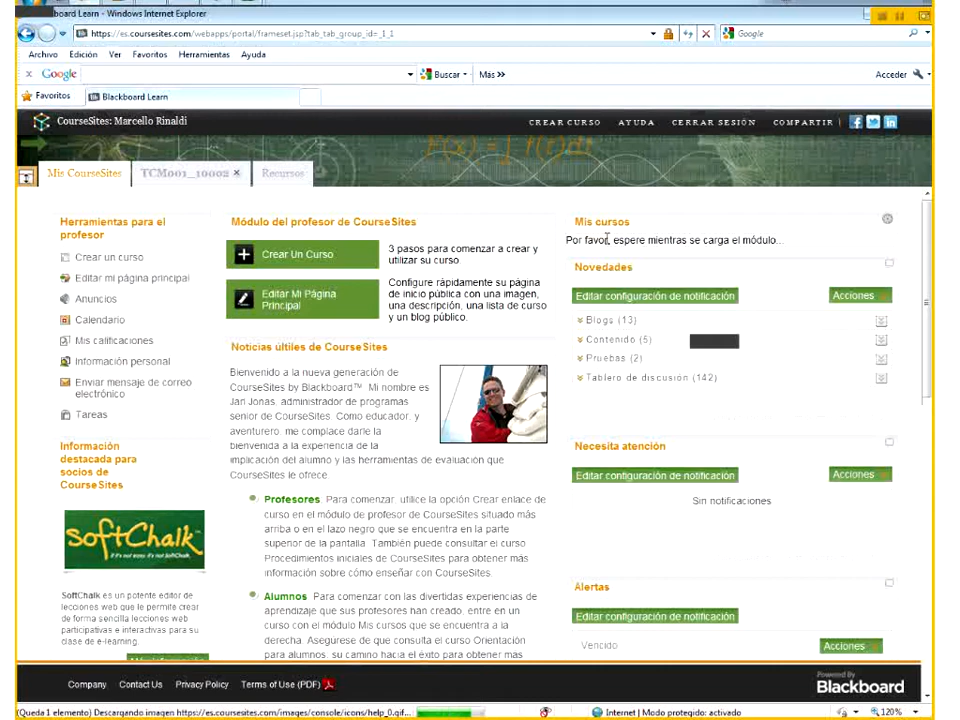 board Learn - Windows Internet Explorer
https://es.coursesites.com/webapps/portal/frameset.jsp?tab_tab_group_id=_1_1
Google
Archivo Edición Ver Favoritos Herramientas Ayuda
x Google
Buscar
Más >>
Acceder
Favoritos
Blackboard Learn
CourseSites: Marcello Rinaldi
CREAR CURSO AYUDA CERRAR SESIÓN COMPARTIR
Mis CourseSites
TCM001_10002 ×
Recursos
Herramientas para el
profesor
Crear un curso
Editar mi página principal
Anuncios
Calendario
Mis calificaciones
Información personal
Enviar mensaje de correo
electrónico
Tareas
Información
destacada para
socios de
CourseSites
SoftChalk
It's not easy. It's not SoftChalk.
SoftChalk es un potente editor de
lecciones web que le permite crear
de forma sencilla lecciones web
participativas e interactivas para su
clase de e-learning.
Módulo del profesor de CourseSites
Crear Un Curso
3 pasos para comenzar a crear y
utilizar su curso
Editar Mi Página
Principal
Configure rápidamente su página
de inicio pública con una imagen,
una descripción, una lista de curso
y un blog público.
Noticias últiles de CourseSites
Bienvenido a la nueva generación de
CourseSites by Blackboard™ Mi nombre es
Jarl Jonas, administrador de programas
senior de CourseSites. Como educador, y
aventurero, me complace darle la
bienvenida a la experiencia de la
implicación del alumno y las herramientas de evaluación que
CourseSites le ofrece.
Profesores Para comenzar, utilice la opción Crear enlace de
curso en el módulo de profesor de CourseSites situado más
arriba o en el lazo negro que se encuentra en la parte
superior de la pantalla. También puede consultar el curso
Procedimientos iniciales de CourseSites para obtener más
información sobre cómo enseñar con CourseSites.
Alumnos Para comenzar con las divertidas experiencias de
aprendizaje que sus profesores han creado, entre en un
curso con el módulo Mis cursos que se encuentra a la
derecha. Asegúrese de que consulta el curso Orientación
para alumnos, su camino hacia el éxito para obtener más
Mis cursos
Por favor, espere mientras se carga el módulo...
Novedades
Editar configuración de notificación
Acciones
Blogs (13)
Contenido (5)
Pruebas (2)
Tablero de discusión (142)
Necesita atención
Editar configuración de notificación
Acciones
Sin notificaciones
Alertas
Editar configuración de notificación
Vencido
Acciones
Company Contact Us Privacy Policy Terms of Use (PDF)
Powered By
Blackboard
(Queda 1 elemento) Descargando imagen https://es.coursesites.com/images/console/icons/help_0.gif...
Internet | Modo protegido: activado
120%